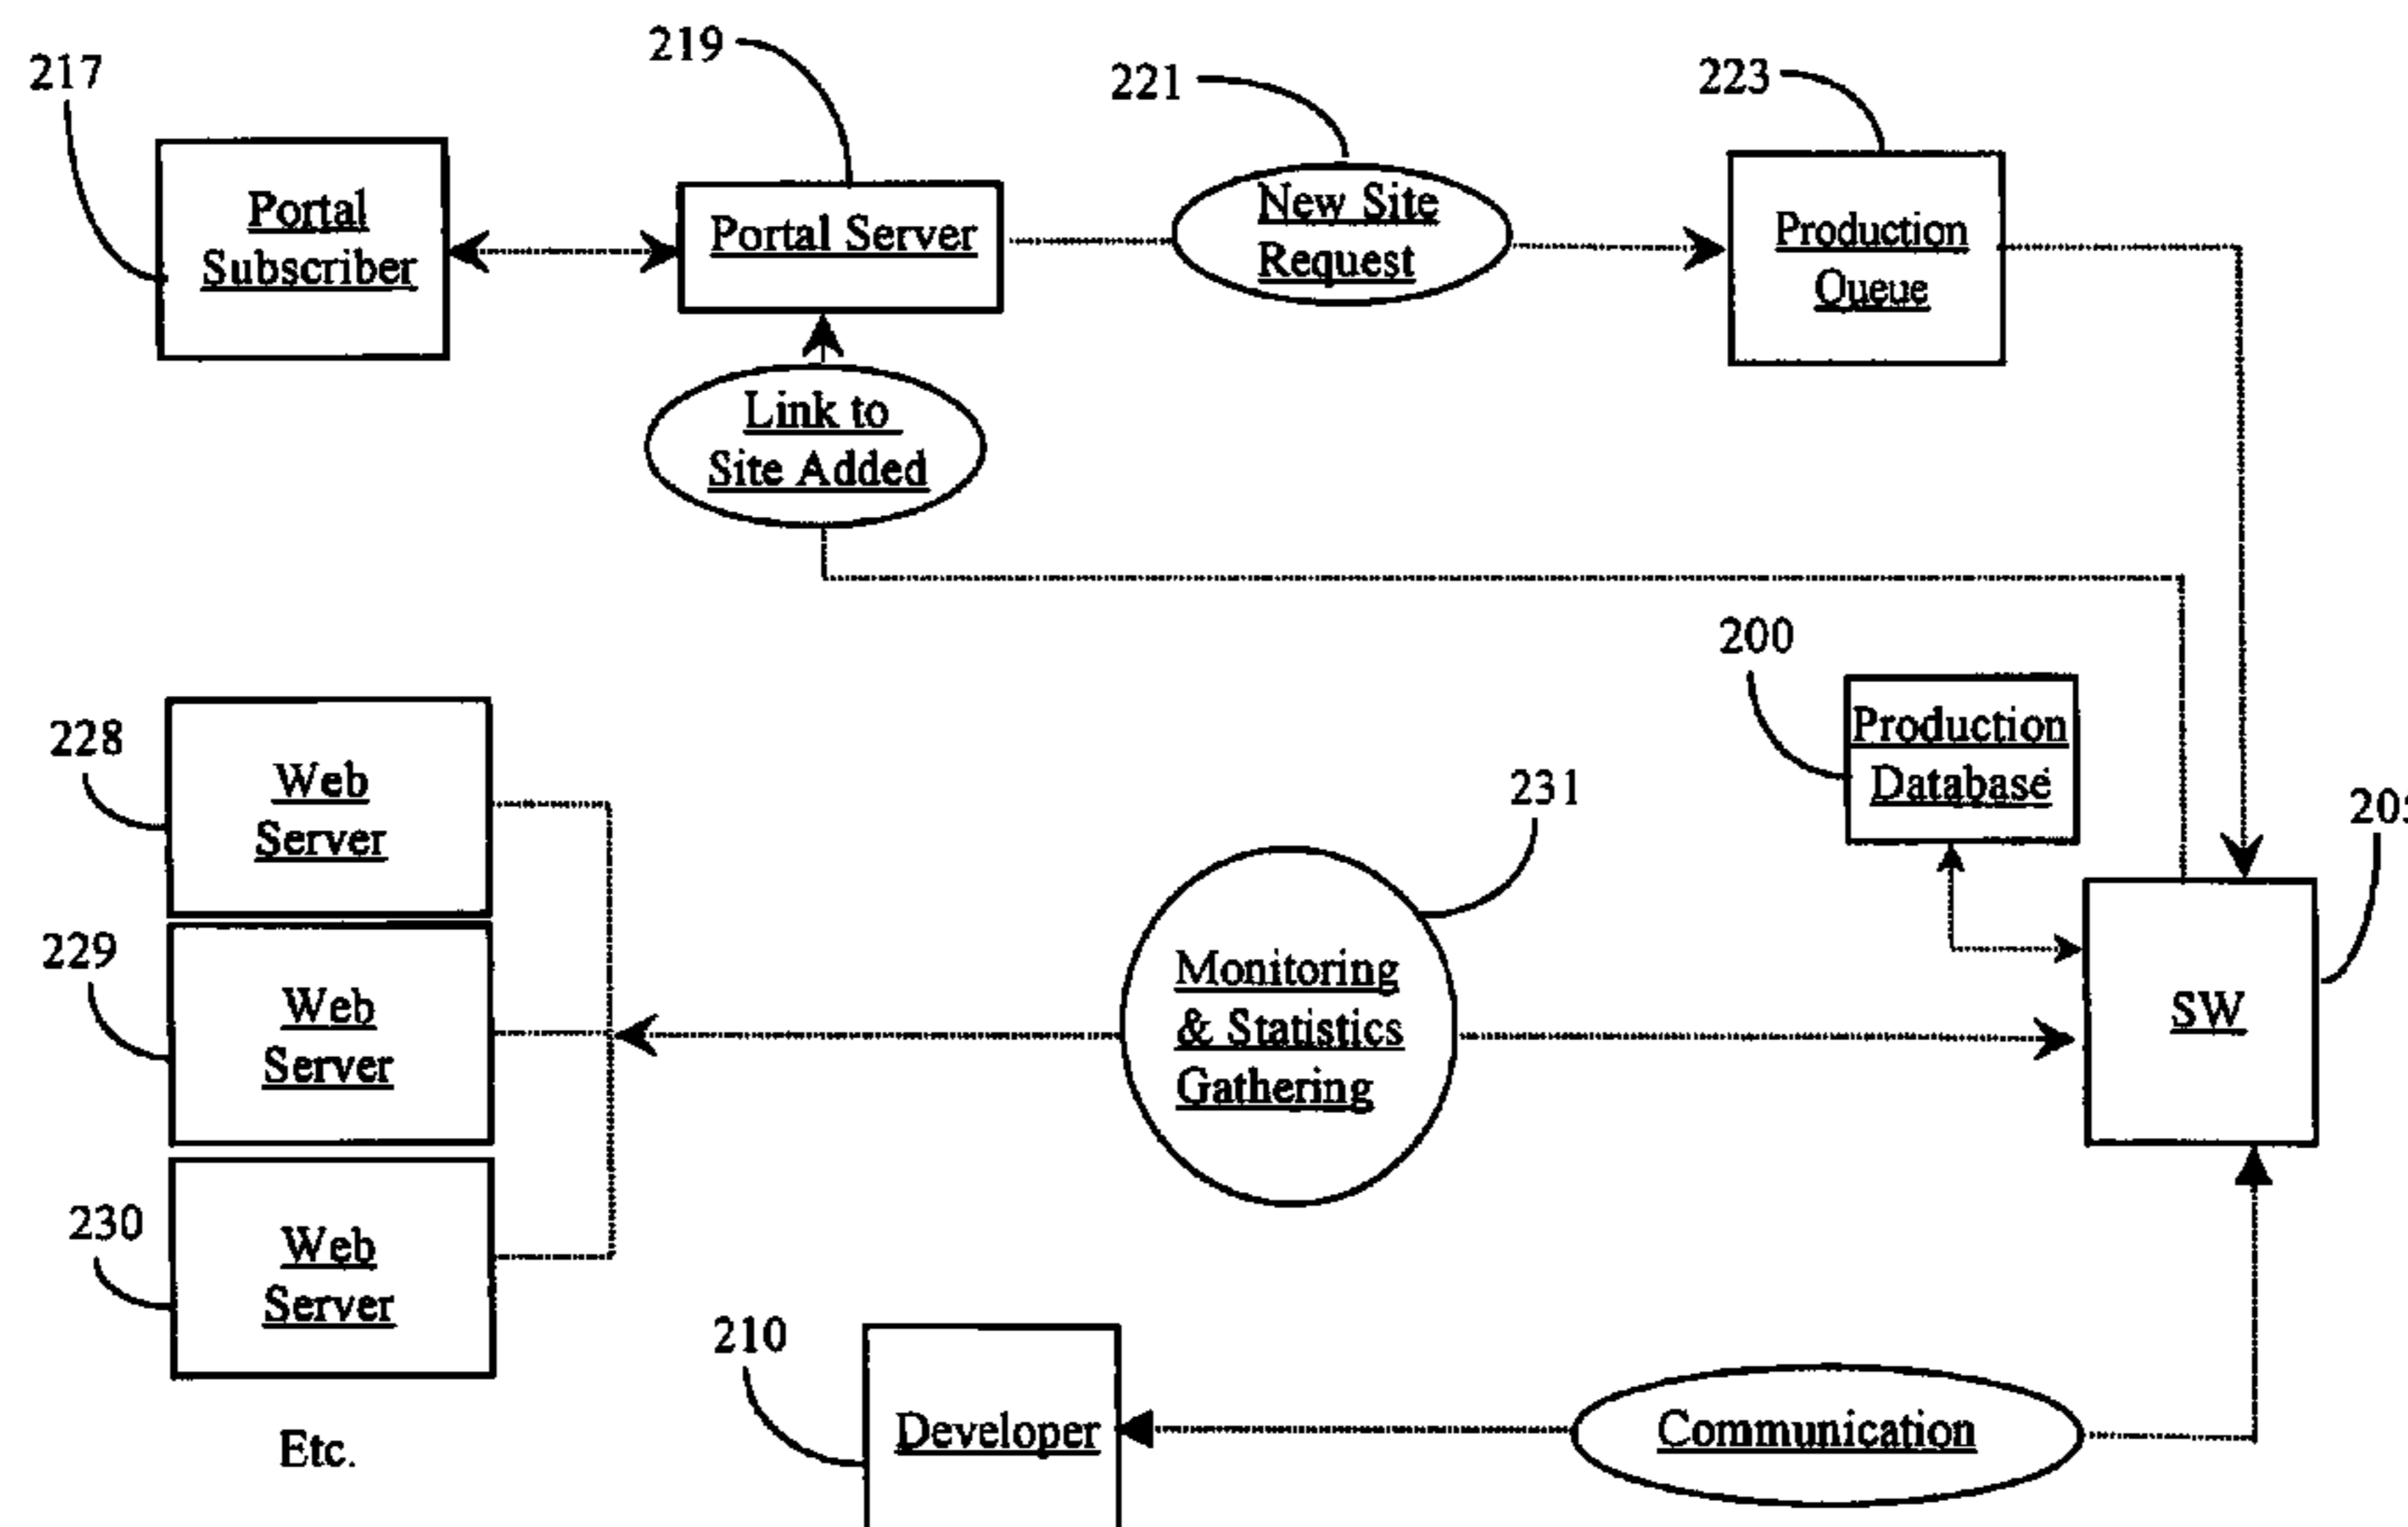 219
221
223
217
Portal
Subscriber
Portal Server
New Site
Request
Production
Queue
Link to
Site Added
200
Production
Database
228
Web
Server
231
229
Web
Server
Monitoring
& Statistics
Gathering
SW
230
Web
Server
210
Developer
Communication
Etc.